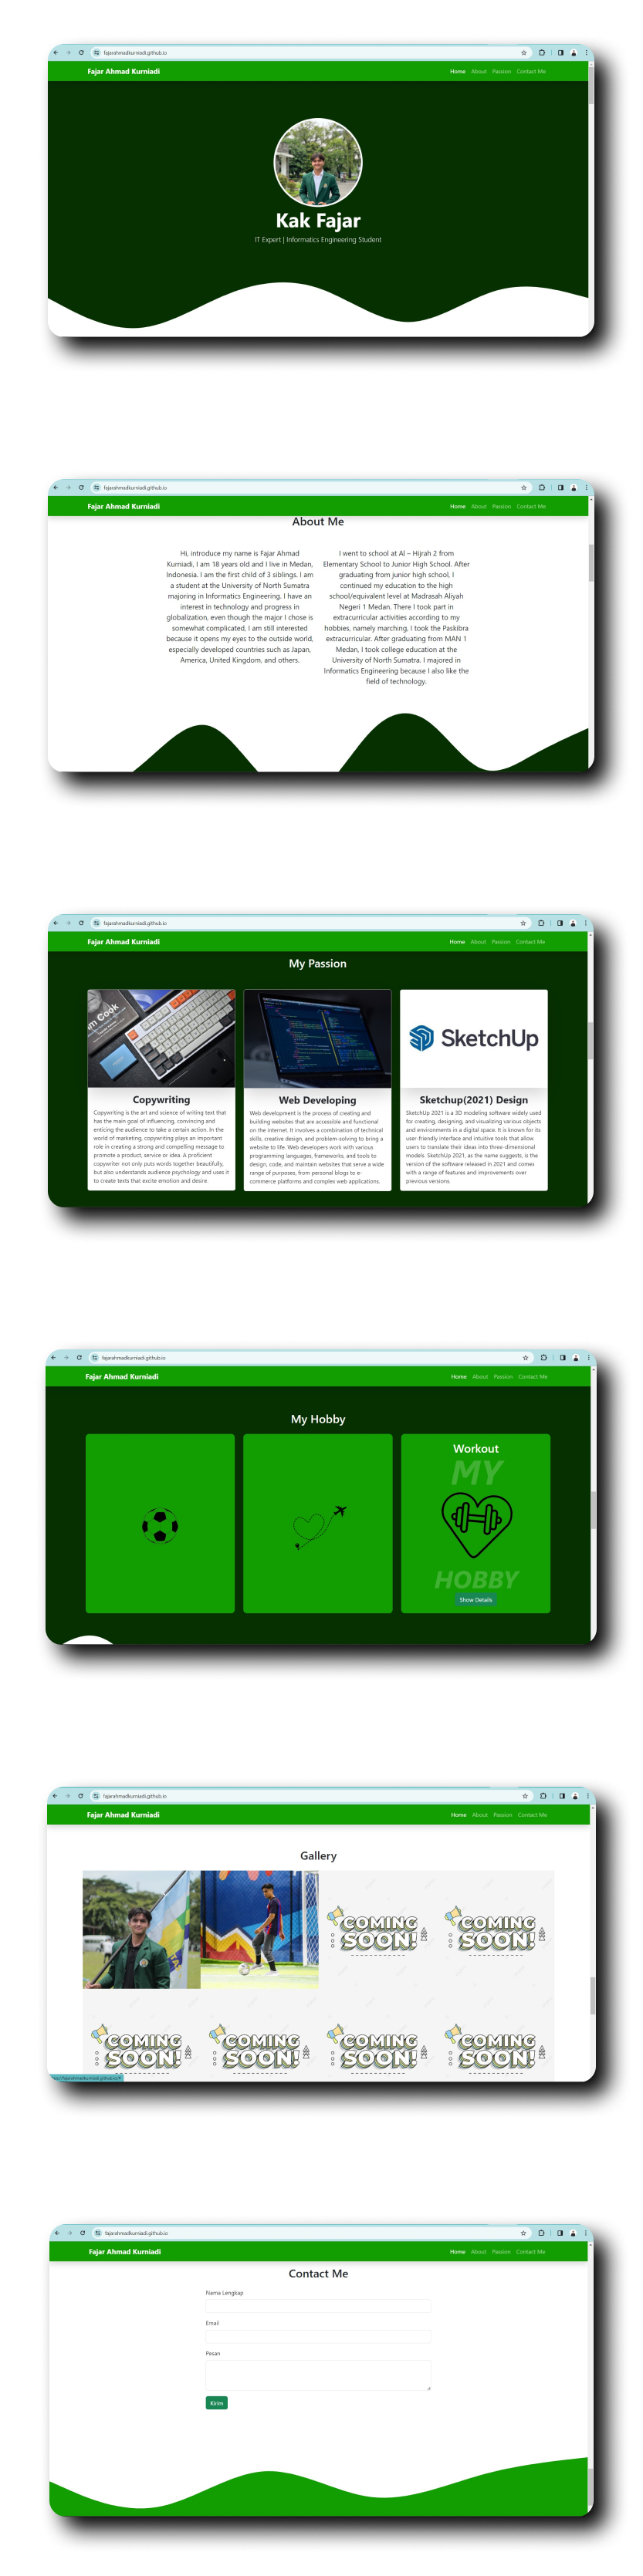 fajarahmadkurniadi.github.io
Fajar Ahmad Kurniadi
Home About Passion Contact Me
Kak Fajar
IT Expert | Informatics Engineering Student
fajarahmadkurniadi.github.io
Fajar Ahmad Kurniadi
Home About Passion Contact Me
About Me
Hi, introduce my name is Fajar Ahmad
Kurniadi, I am 18 years old and I live in Medan,
Indonesia. I am the first child of 3 siblings. I am
a student at the University of North Sumatra
majoring in Informatics Engineering. I have an
interest in technology and progress in
globalization, even though the major I chose is
somewhat complicated, I am still interested
because it opens my eyes to the outside world,
especially developed countries such as Japan,
America, United Kingdom, and others.
I went to school at Al – Hijrah 2 from
Elementary School to Junior High School. After
graduating from junior high school, I
continued my education to the high
school/equivalent level at Madrasah Aliyah
Negeri 1 Medan. There I took part in
extracurricular activities according to my
hobbies, namely marching, I took the Paskibra
extracurricular. After graduating from MAN 1
Medan, I took college education at the
University of North Sumatra. I majored in
Informatics Engineering because I also like the
field of technology.
fajarahmadkurniadi.github.io
Fajar Ahmad Kurniadi
Home About Passion Contact Me
My Passion
Cook
Copywriting
Copywriting is the art and science of writing text that
has the main goal of influencing, convincing and
enticing the audience to take a certain action. In the
world of marketing, copywriting plays an important
role in creating a strong and compelling message to
promote a product, service or idea. A proficient
copywriter not only puts words together beautifully,
but also understands audience psychology and uses it
to create texts that excite emotion and desire.
Web Developing
Web development is the process of creating and
building websites that are accessible and functional
on the internet. It involves a combination of technical
skills, creative design, and problem-solving to bring a
website to life. Web developers work with various
programming languages, frameworks, and tools to
design, code, and maintain websites that serve a wide
range of purposes, from personal blogs to e-
commerce platforms and complex web applications.
SketchUp
Sketchup(2021) Design
SketchUp 2021 is a 3D modeling software widely used
for creating, designing, and visualizing various objects
and environments in a digital space. It is known for its
user-friendly interface and intuitive tools that allow
users to translate their ideas into three-dimensional
models. SketchUp 2021, as the name suggests, is the
version of the software released in 2021 and comes
with a range of features and improvements over
previous versions.
fajarahmadkurniadi.github.io
Fajar Ahmad Kurniadi
Home About Passion Contact Me
My Hobby
Workout
MY
HOBBY
Show Details
fajarahmadkurniadi.github.io
Fajar Ahmad Kurniadi
Home About Passion Contact Me
Gallery
COMING SOON!
COMING SOON!
COMING SOON!
COMING SOON!
COMING SOON!
COMING SOON!
fajarahmadkurniadi.github.io
Fajar Ahmad Kurniadi
Home About Passion Contact Me
Contact Me
Nama Lengkap
Email
Pesan
Kirim